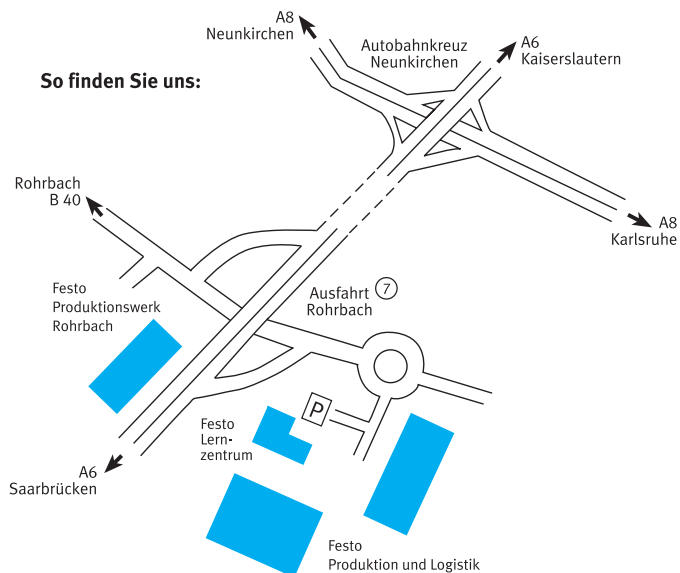 A8
Neunkirchen
Autobahnkreuz
Neunkirchen
A6
Kaiserslautern
So finden Sie uns:
Rohrbach
B 40
A8
Karlsruhe
Festo
Produktionswerk
Rohrbach
Ausfahrt 7
Rohrbach
P
Festo
Lern-
zentrum
A6
Saarbrücken
Festo
Produktion und Logistik